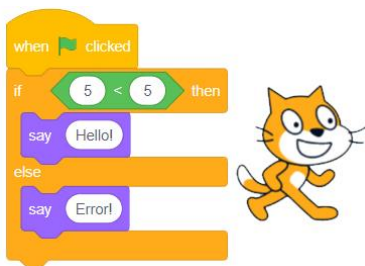 when clicked
if 5 < 5 then
say Hello!
else
say Error!